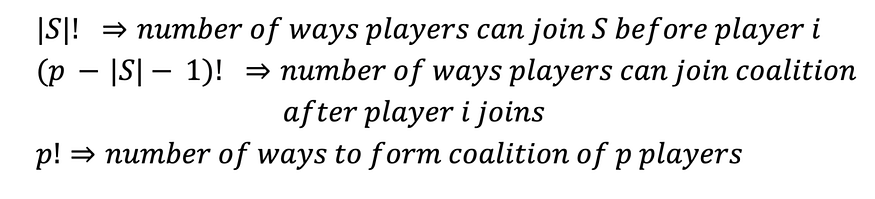 |S|! ⇒ number of ways players can join S before player i
(p − |S| − 1)! ⇒ number of ways players can join coalition
after player i joins
p! ⇒ number of ways to form coalition of p players